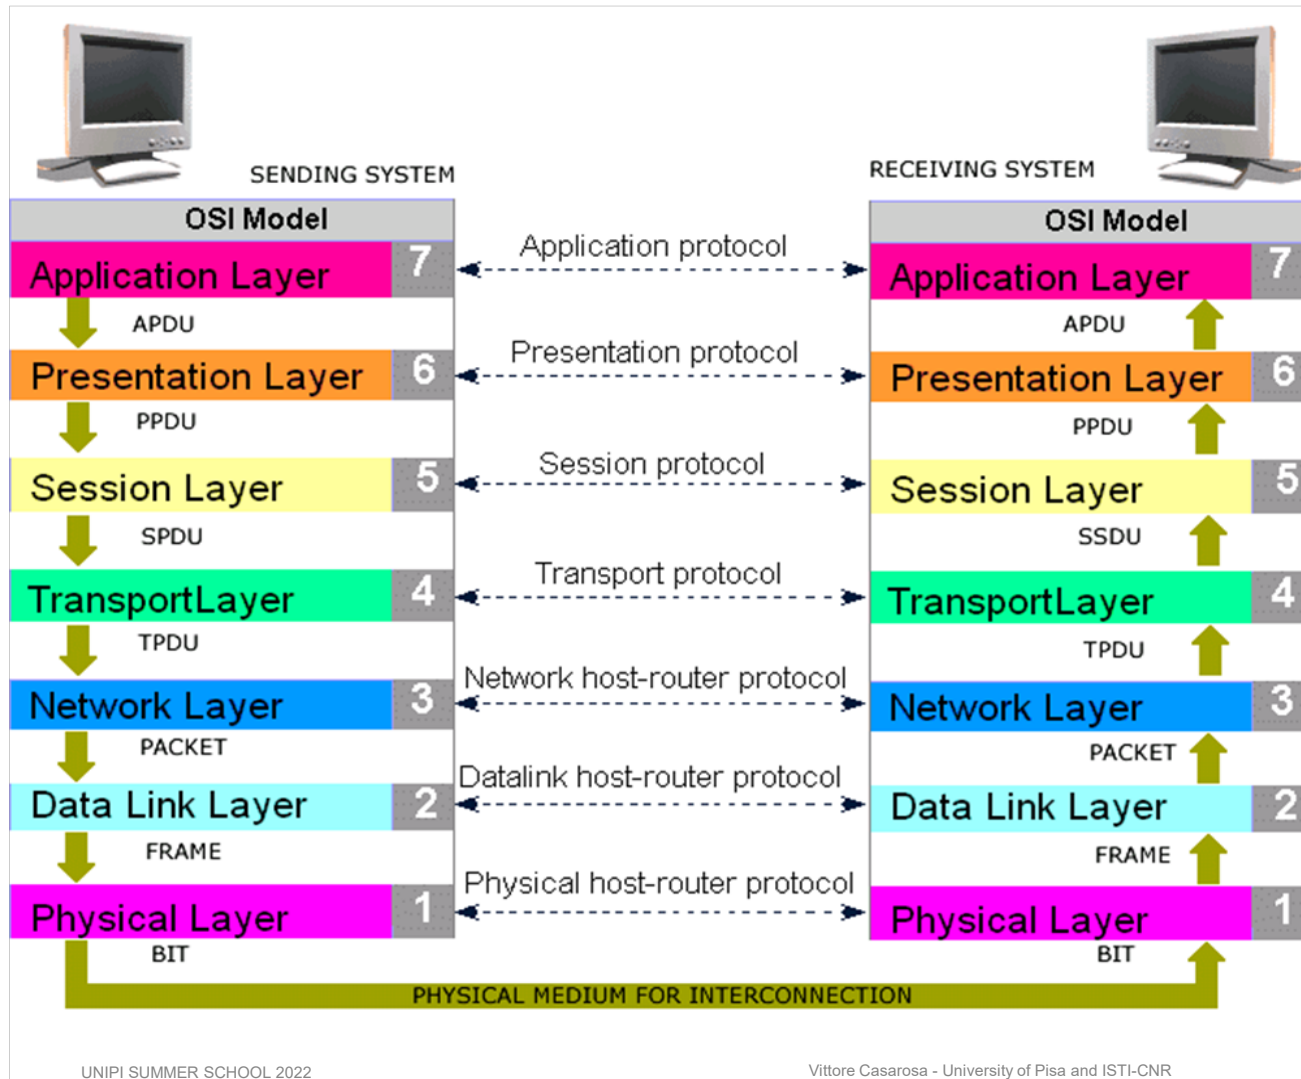 SENDING SYSTEM
RECEIVING SYSTEM
OSI Model
OSI Model
Application Layer 7
Application protocol
Application Layer 7
APDU
APDU
Presentation Layer 6
Presentation protocol
Presentation Layer 6
PPDU
PPDU
Session Layer 5
Session protocol
Session Layer 5
SPDU
SSDU
TransportLayer 4
Transport protocol
TransportLayer 4
TPDU
TPDU
Network Layer 3
Network host-router protocol
Network Layer 3
PACKET
PACKET
Data Link Layer 2
Datalink host-router protocol
Data Link Layer 2
FRAME
FRAME
Physical Layer 1
Physical host-router protocol
Physical Layer 1
BIT
BIT
PHYSICAL MEDIUM FOR INTERCONNECTION
UNIPI SUMMER SCHOOL 2022
Vittore Casarosa - University of Pisa and ISTI-CNR